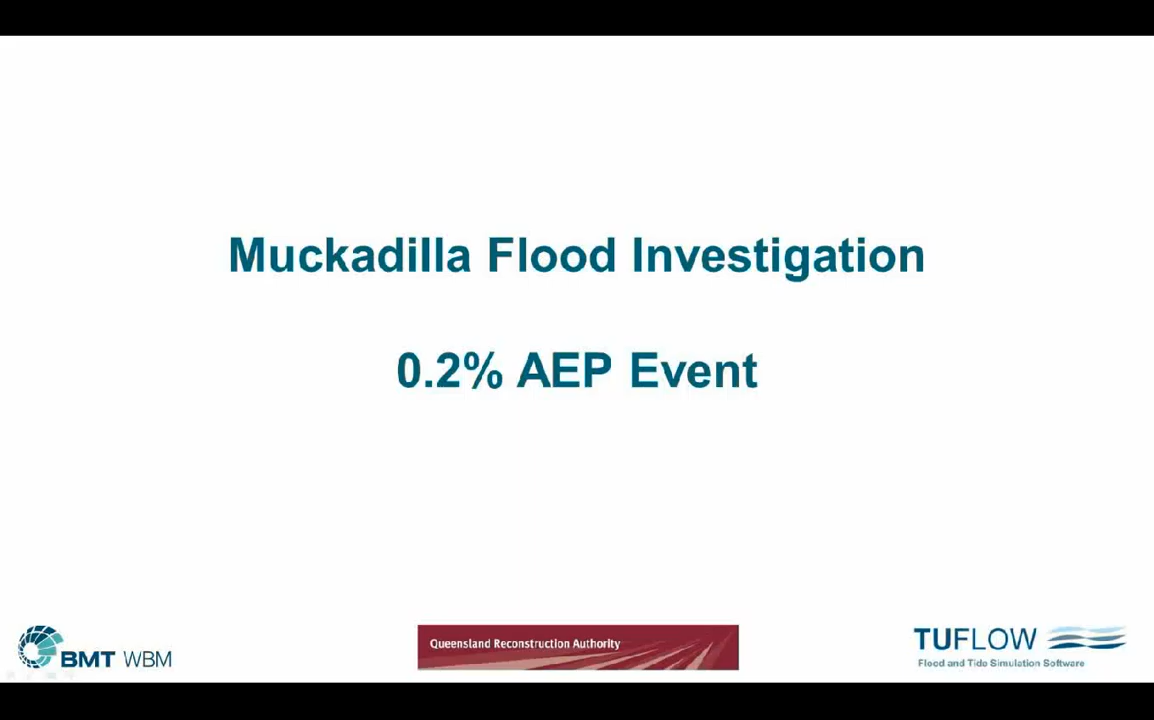 Muckadilla Flood Investigation
0.2% AEP Event
BMT WBM
Queensland Reconstruction Authority
TUFLOW
Flood and Tide Simulation Software